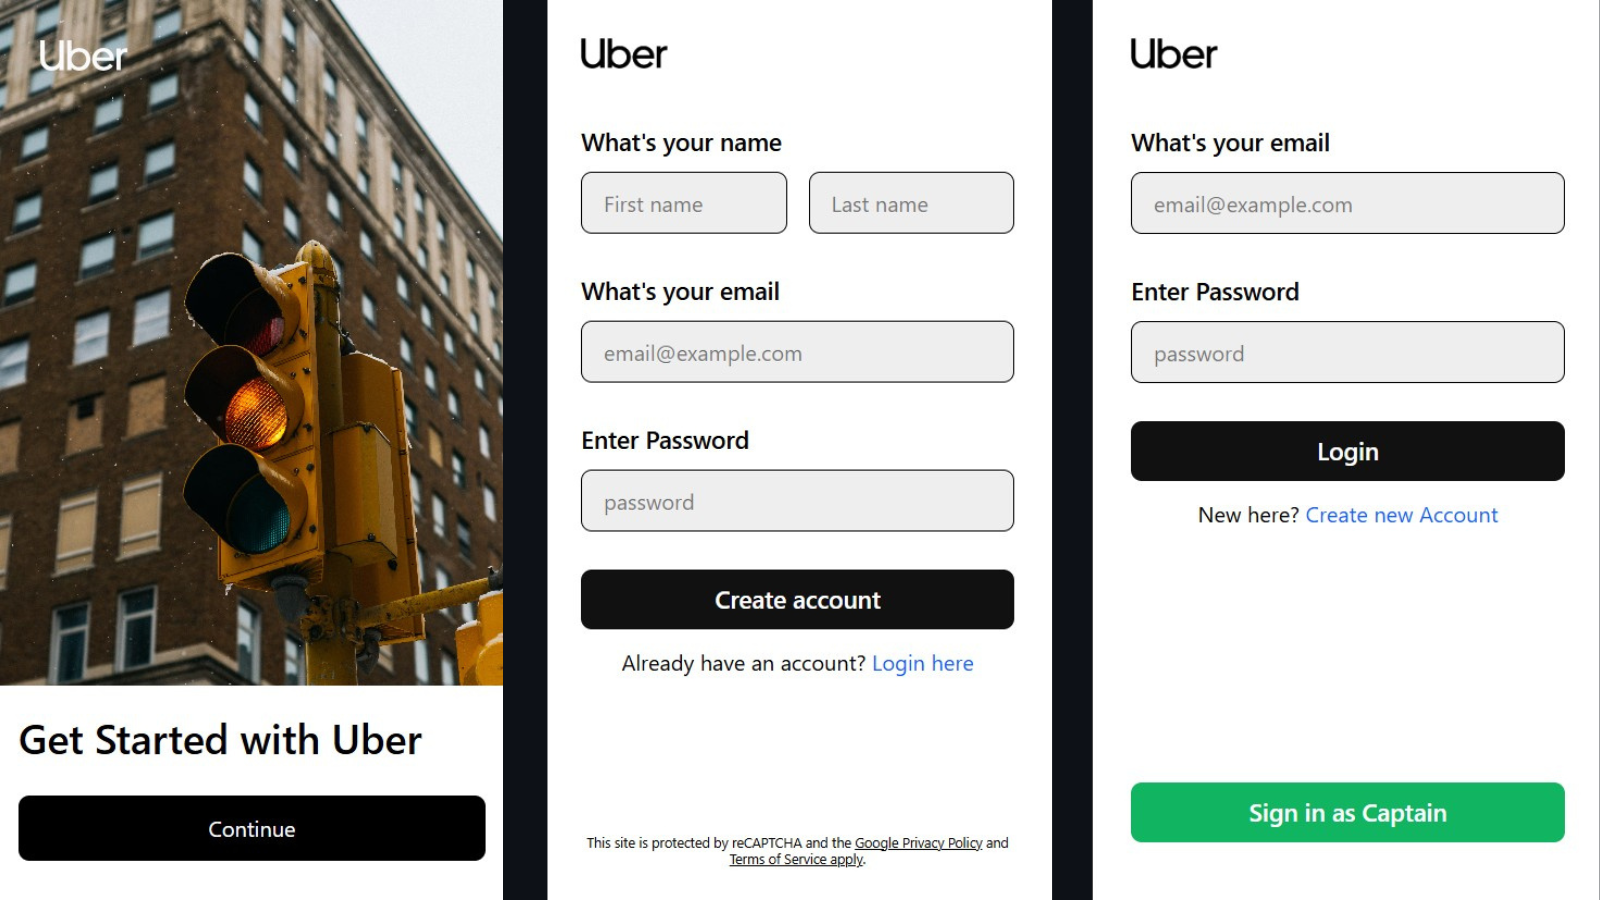 Uber
Get Started with Uber
Continue
Uber
What's your name
First name
Last name
What's your email
email@example.com
Enter Password
password
Create account
Already have an account? Login here
This site is protected by reCAPTCHA and the Google Privacy Policy and
Terms of Service apply.
Uber
What's your email
email@example.com
Enter Password
password
Login
New here? Create new Account
Sign in as Captain